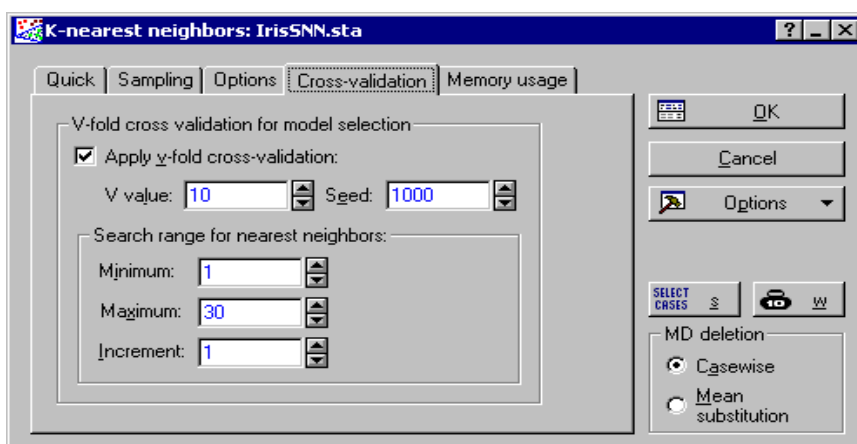 K-nearest neighbors: IrisSNN.sta
Quick Sampling Options Cross-validation Memory usage
V-fold cross validation for model selection
Apply v-fold cross-validation:
V value: 10 Seed: 1000
Search range for nearest neighbors:
Minimum: 1
Maximum: 30
Increment: 1
OK
Cancel
Options
SELECT CASES S W
MD deletion
Casewise
Mean
substitution